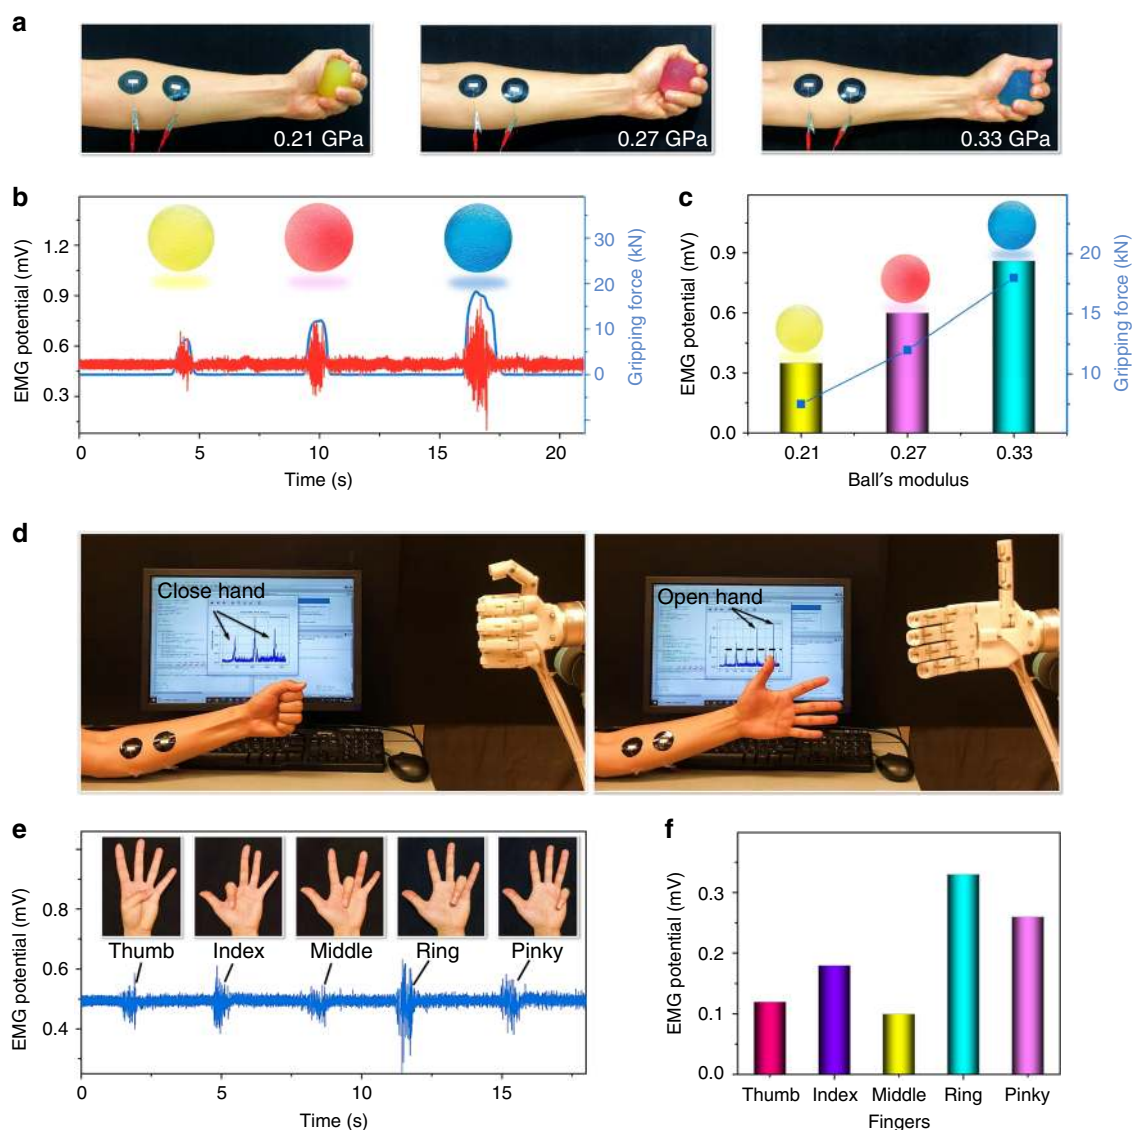 a
0.21 GPa
0.27 GPa
0.33 GPa
b
EMG potential (mV)
1.2
0.9
0.6
0.3
30
20
10
0
Gripping force (kN)
0
5
10
15
20
Time (s)
c
EMG potential (mV)
0.9
0.6
0.3
0.0
20
15
10
Gripping force (kN)
0.21
0.27
0.33
Ball′s modulus
d
Close hand
Open hand
e
EMG potential (mV)
0.8
0.6
0.4
Thumb
Index
Middle
Ring
Pinky
0
5
10
15
Time (s)
f
EMG potential (mV)
0.3
0.2
0.1
0.0
Thumb
Index
Middle
Ring
Pinky
Fingers